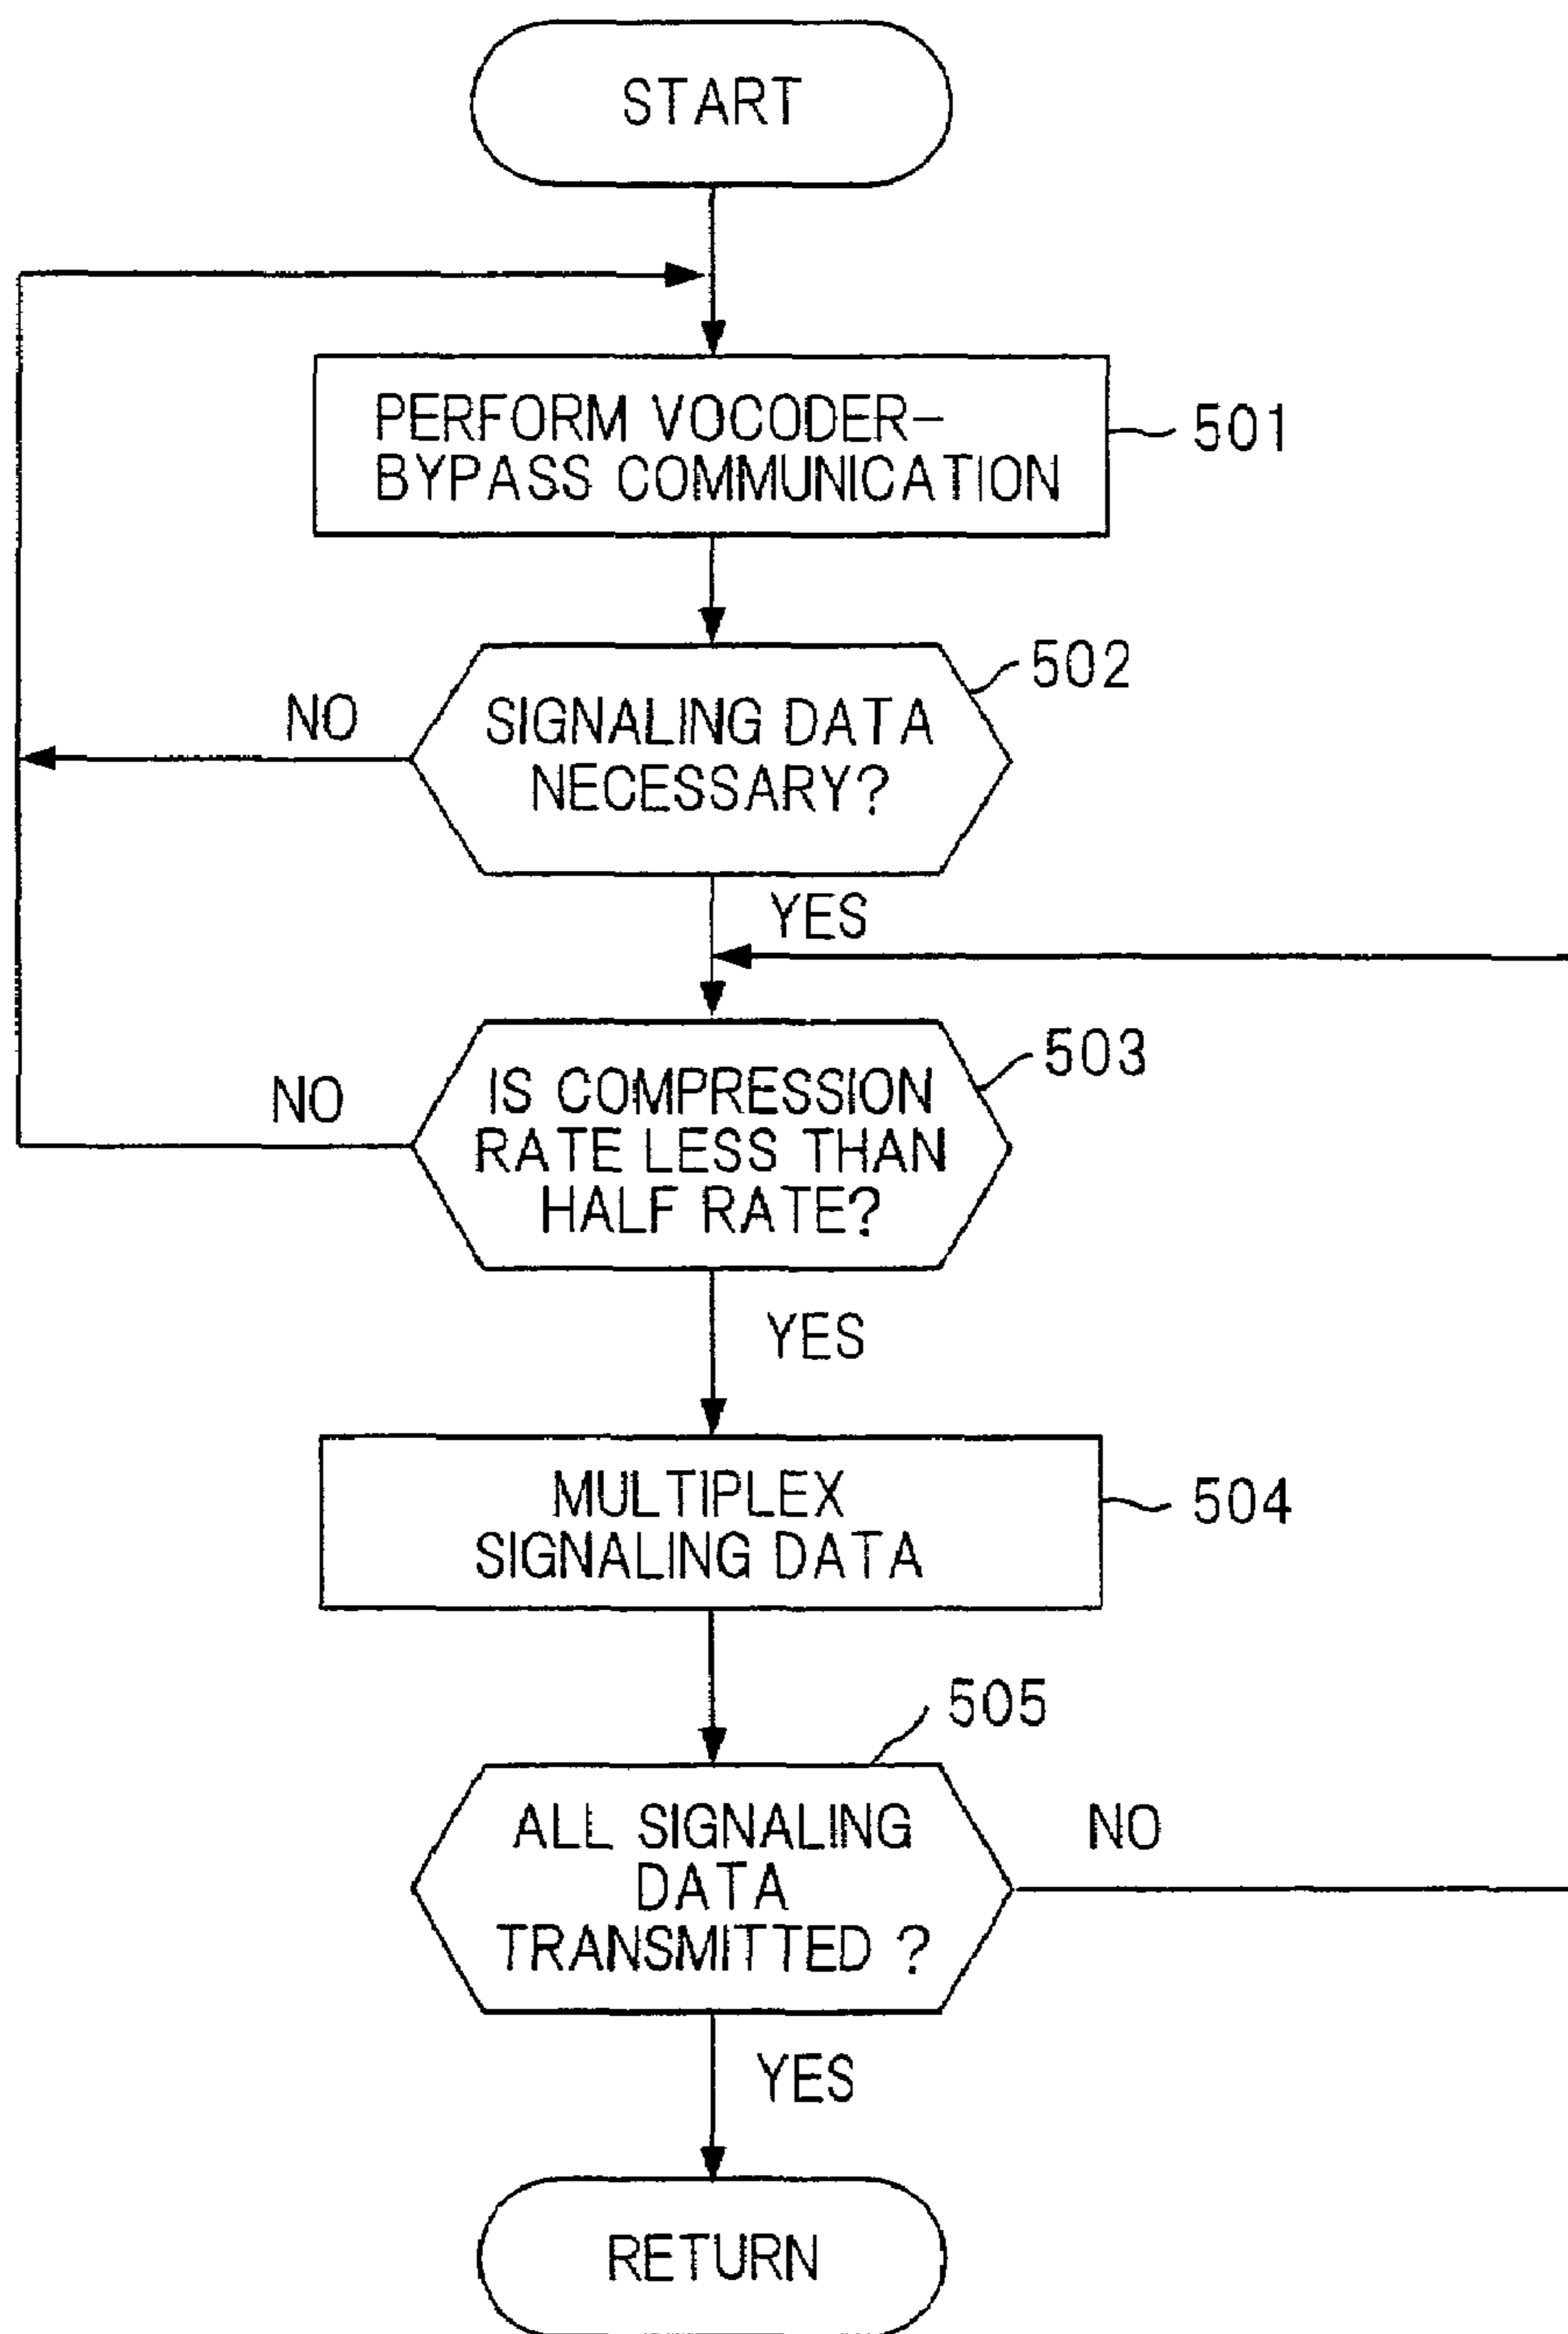 START
PERFORM VOCODER-
BYPASS COMMUNICATION
501
502
SIGNALING DATA
NECESSARY?
NO
YES
503
IS COMPRESSION
RATE LESS THAN
HALF RATE?
NO
YES
MULTIPLEX
SIGNALING DATA
504
505
ALL SIGNALING
DATA
TRANSMITTED ?
NO
YES
RETURN